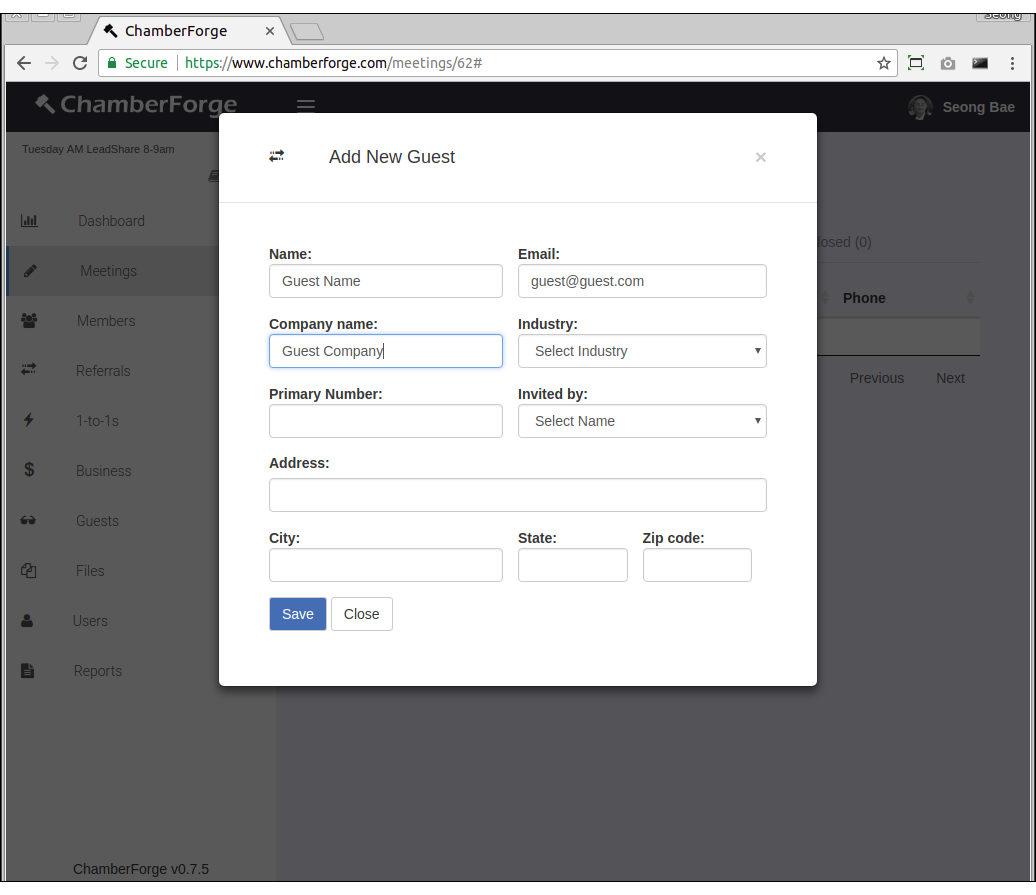 Seong
ChamberForge
Secure https://www.chamberforge.com/meetings/62#
ChamberForge
Seong Bae
Tuesday AM LeadShare 8-9am
Add New Guest
Dashboard
Meetings
Members
Referrals
1-to-1s
Business
Guests
Files
Users
Reports
Name: Email:
Guest Name guest@guest.com
Company name: Industry:
Guest Company Select Industry
Primary Number: Invited by:
Select Name
Address:
City: State: Zip code:
Save Close
losed (0)
Phone
Previous Next
ChamberForge v0.7.5